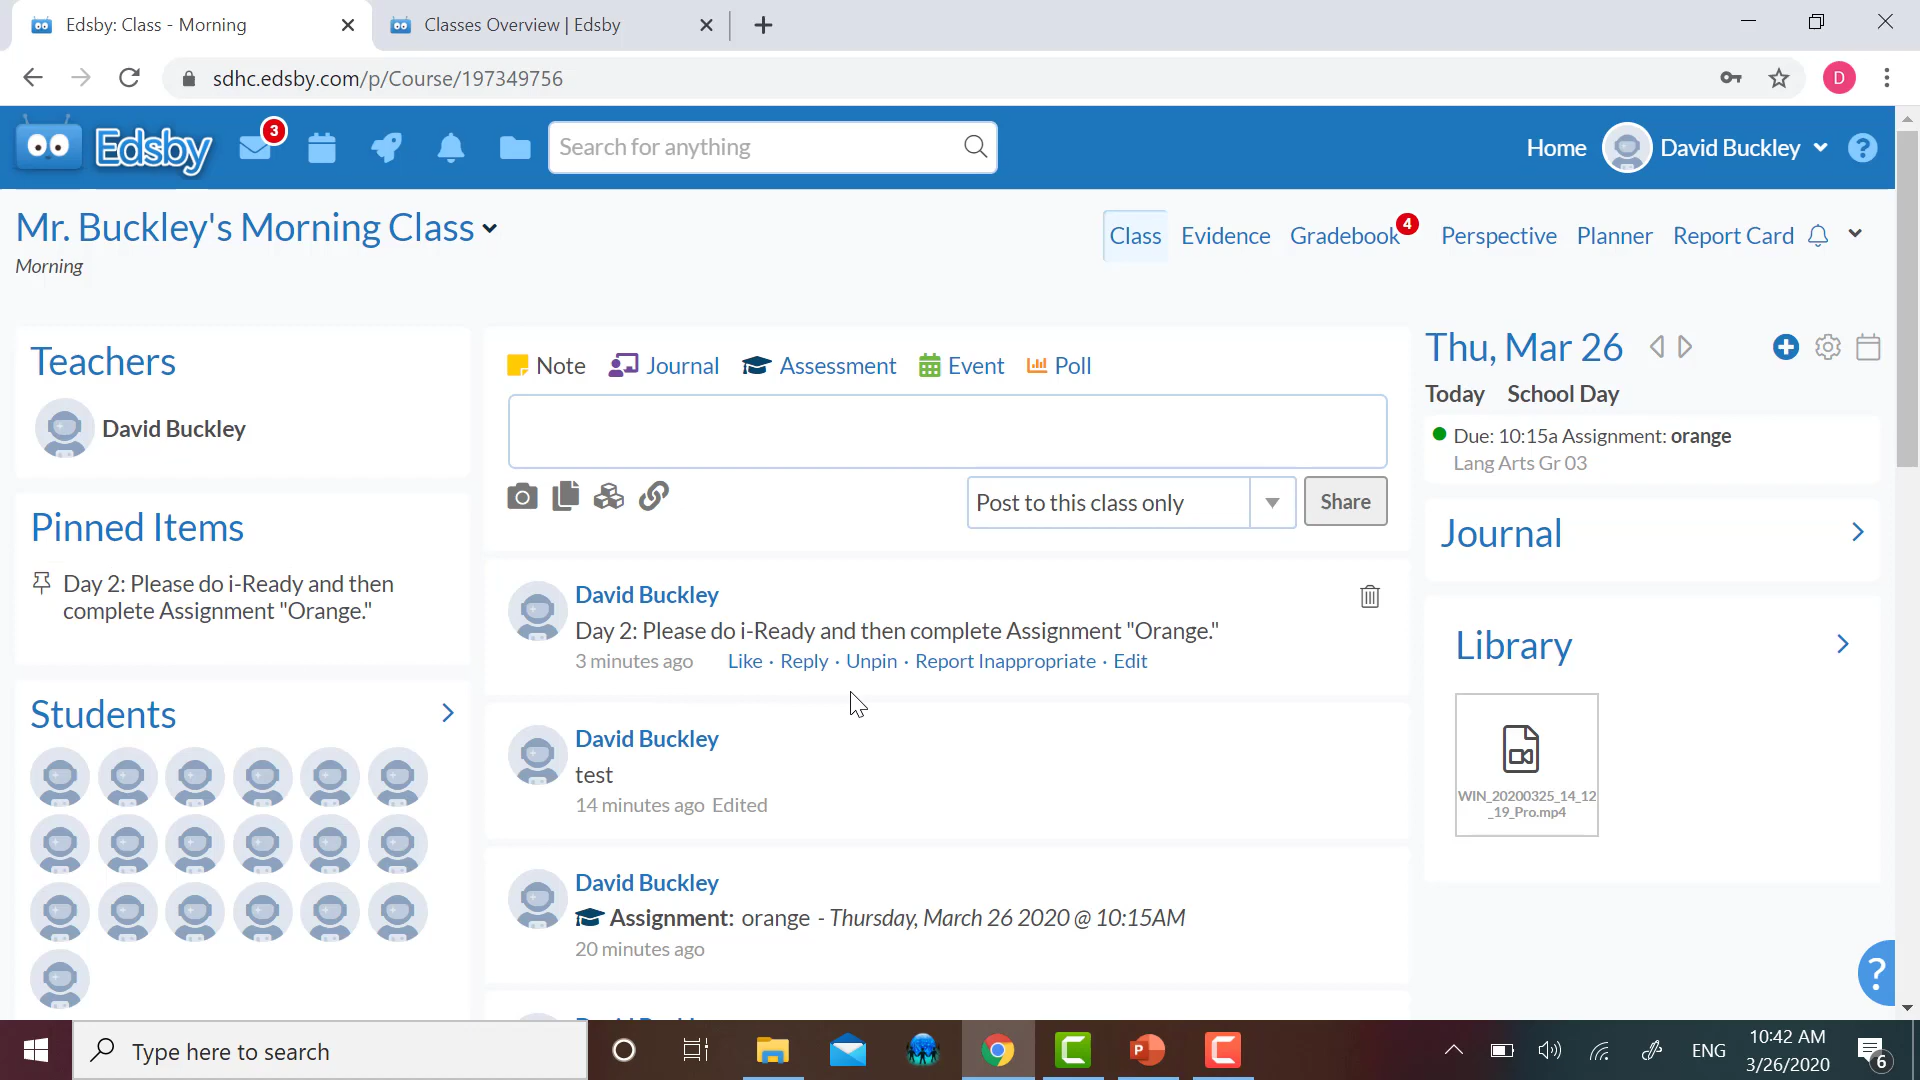 Edsby: Class - Morning
Classes Overview | Edsby
sdhc.edsby.com/p/Course/197349756
D
Edsby
3
Search for anything
Home
David Buckley
?
Mr. Buckley's Morning Class
Morning
Class
Evidence
Gradebook
4
Perspective
Planner
Report Card
Teachers
David Buckley
Pinned Items
Day 2: Please do i-Ready and then
complete Assignment "Orange."
Students
Note
Journal
Assessment
Event
Poll
Post to this class only
Share
David Buckley
Day 2: Please do i-Ready and then complete Assignment "Orange."
3 minutes ago Like · Reply · Unpin · Report Inappropriate · Edit
David Buckley
test
14 minutes ago Edited
David Buckley
Assignment: orange - Thursday, March 26 2020 @ 10:15AM
20 minutes ago
Thu, Mar 26
Today School Day
Due: 10:15a Assignment: orange
Lang Arts Gr 03
Journal
Library
WIN_20200325_14_12
_19_Pro.mp4
?
Type here to search
ENG
10:42 AM
3/26/2020
6